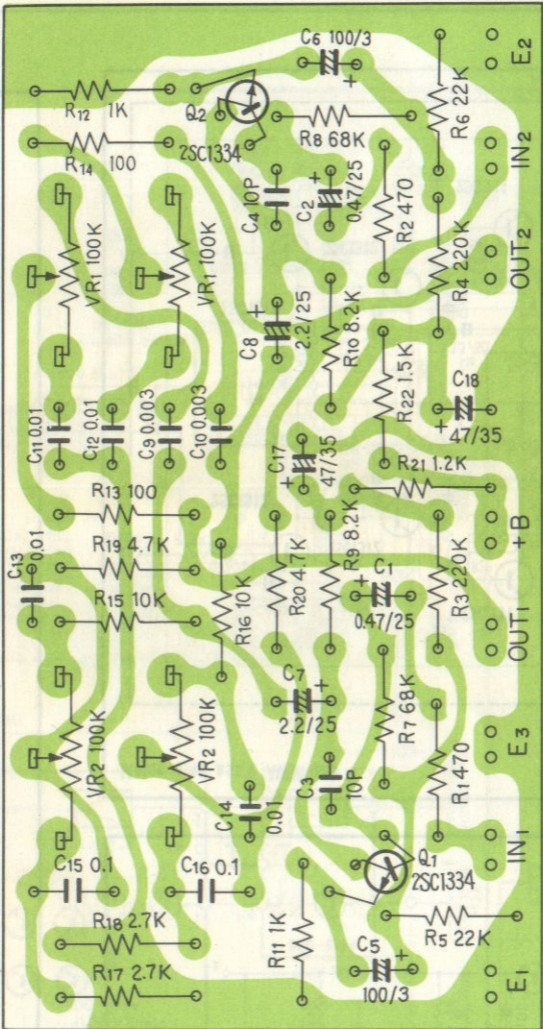 C6 100/3
+
E2
R12 1K
Q2
2SC1334
R8 68K
R6 22K
R14 100
C4 10P
+
C2 0.47/25
R2 470
IN2
VR1 100K
VR1 100K
R4 220K
OUT2
C8 2.2/25
+
R10 8.2K
R22 1.5K
C18
+
47/35
C11 0.01
C12 0.01
C9 0.003
C10 0.003
C17
47/35
+
R21 1.2K
+B
R13 100
C13 0.01
R19 4.7K
R15 10K
R16 10K
R20 4.7K
R9 8.2K
+
C1
0.47/25
R3 220K
OUT1
VR2 100K
VR2 100K
C7
+
2.2/25
R7 68K
E3
C14 0.01
C3 10P
R1 470
IN1
C15 0.1
C16 0.1
Q1
2SC1334
R18 2.7K
R11 1K
R5 22K
R17 2.7K
C5
+
100/3
E1